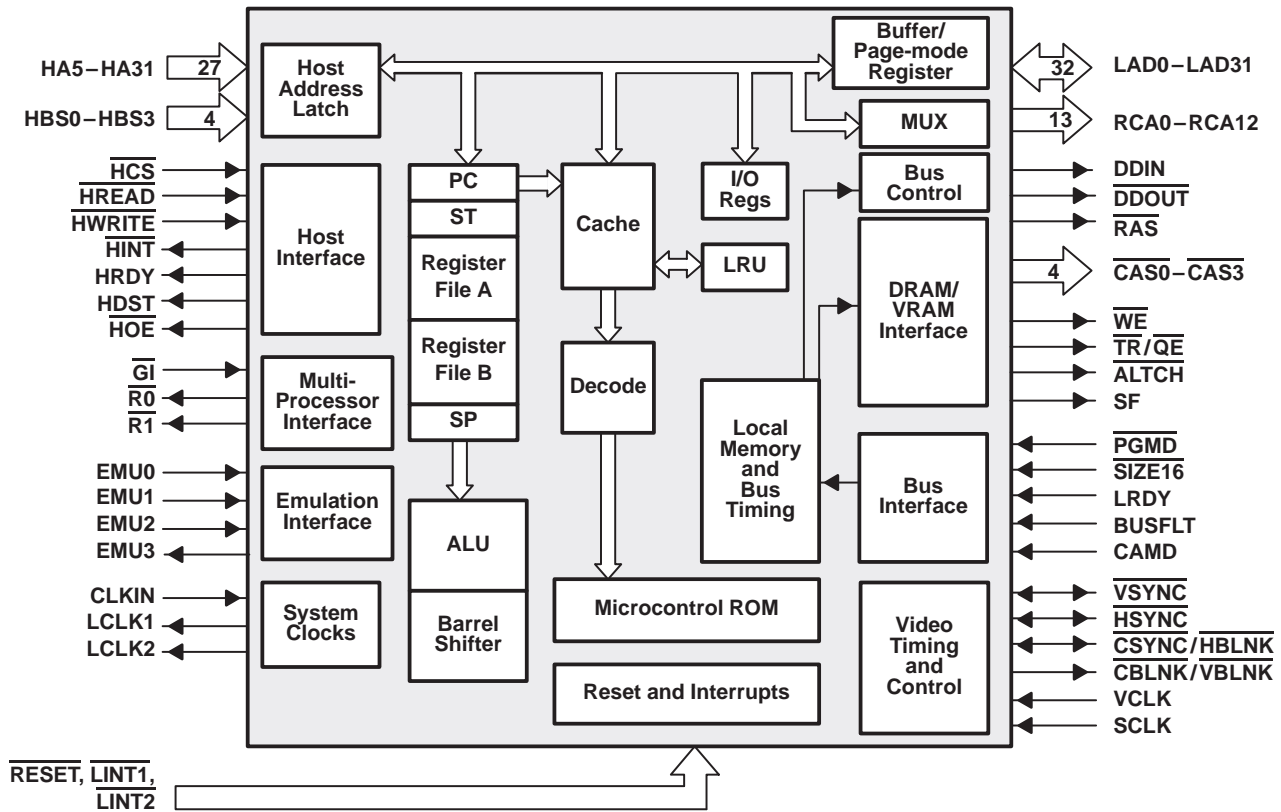 HA5–HA31
27
HBS0–HBS3
4
HCS
HREAD
HWRITE
HINT
HRDY
HDST
HOE
GI
R0
R1
EMU0
EMU1
EMU2
EMU3
CLKIN
LCLK1
LCLK2
RESET, LINT1,
LINT2
Host
Address
Latch
Host
Interface
Multi-
Processor
Interface
Emulation
Interface
System
Clocks
PC
ST
Register
File A
Register
File B
SP
ALU
Barrel
Shifter
Cache
LRU
Decode
I/O
Regs
Microcontrol ROM
Reset and Interrupts
Local
Memory
and
Bus
Timing
Buffer/
Page-mode
Register
MUX
Bus
Control
DRAM/
VRAM
Interface
Bus
Interface
Video
Timing
and
Control
32
LAD0–LAD31
13
RCA0–RCA12
DDIN
DDOUT
RAS
4
CAS0–CAS3
WE
TR/QE
ALTCH
SF
PGMD
SIZE16
LRDY
BUSFLT
CAMD
VSYNC
HSYNC
CSYNC/HBLNK
CBLNK/VBLNK
VCLK
SCLK